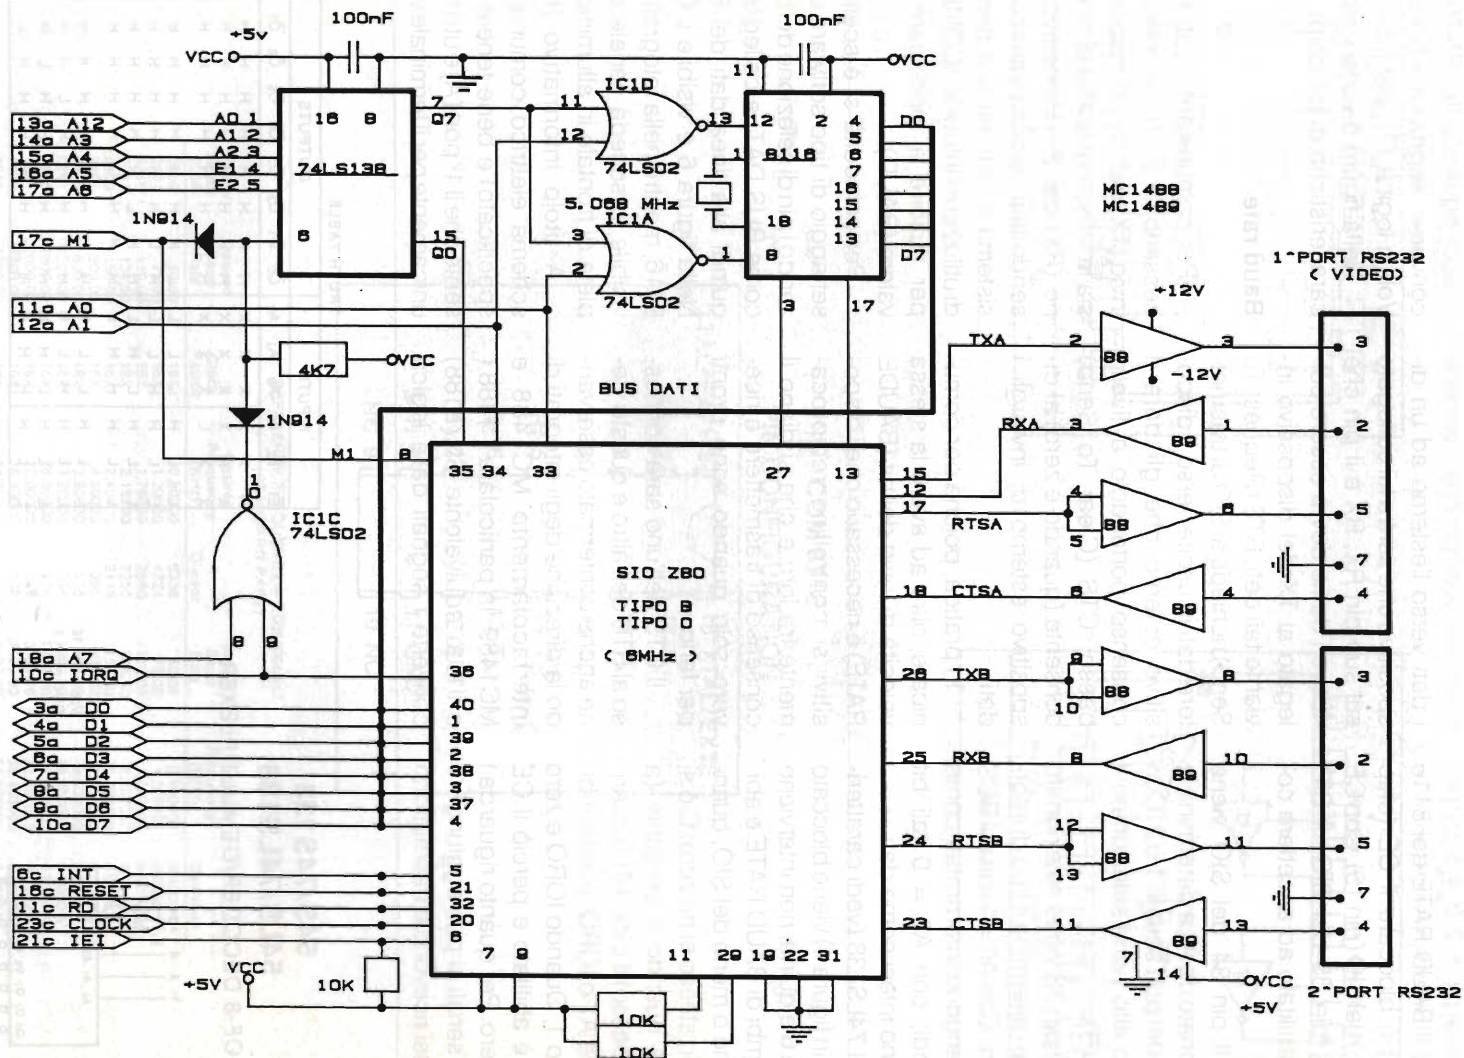 100nF
100nF
+5v
VCC
VCC
11
16 8
7
Q7
11
IC1D
13
12
12 2 4
D0
13a A12
14a A3
15a A4
16a A5
17a A6
A0 1
A1 2
A2 3
E1 4
E2 5
74LS138
74LS02
1
8116
5
6
7
16
15
14
13
D7
5.068 MHz
18
8
1N914
17c M1
6
15
Q0
IC1A
3
2
1
74LS02
3
17
11a A0
12a A1
4K7
VCC
1N914
BUS DATI
MC1488
MC1489
1^PORT RS232
( VIDEO)
+12V
-12V
M1 8
35 34 33
27 13
15
12
17
TXA 2 88 3 3
RXA 3 89 1 2
RTSA
4
5
88 6 5
7
18 CTSA 6 89 4 4
10
IC1C
74LS02
8 9
SIO Z80
TIPO B
TIPO 0
( 6MHz )
18a A7
10c IORQ
36
26 TXB
9
10
88 8 3
3a D0
4a D1
5a D2
6a D3
7a D4
8a D5
9a D6
10a D7
40
1
39
2
38
3
37
4
25 RXB 8 89 10 2
24 RTSB
12
13
88 11 5
7
6c INT
16c RESET
11c RD
23c CLOCK
21c IEI
5
21
32
20
6
23 CTSB 11 89 13 4
7 14
VCC
+5V
2^PORT RS232
VCC
+5V
10K
7 9 11 29 19 22 31
10K
10K